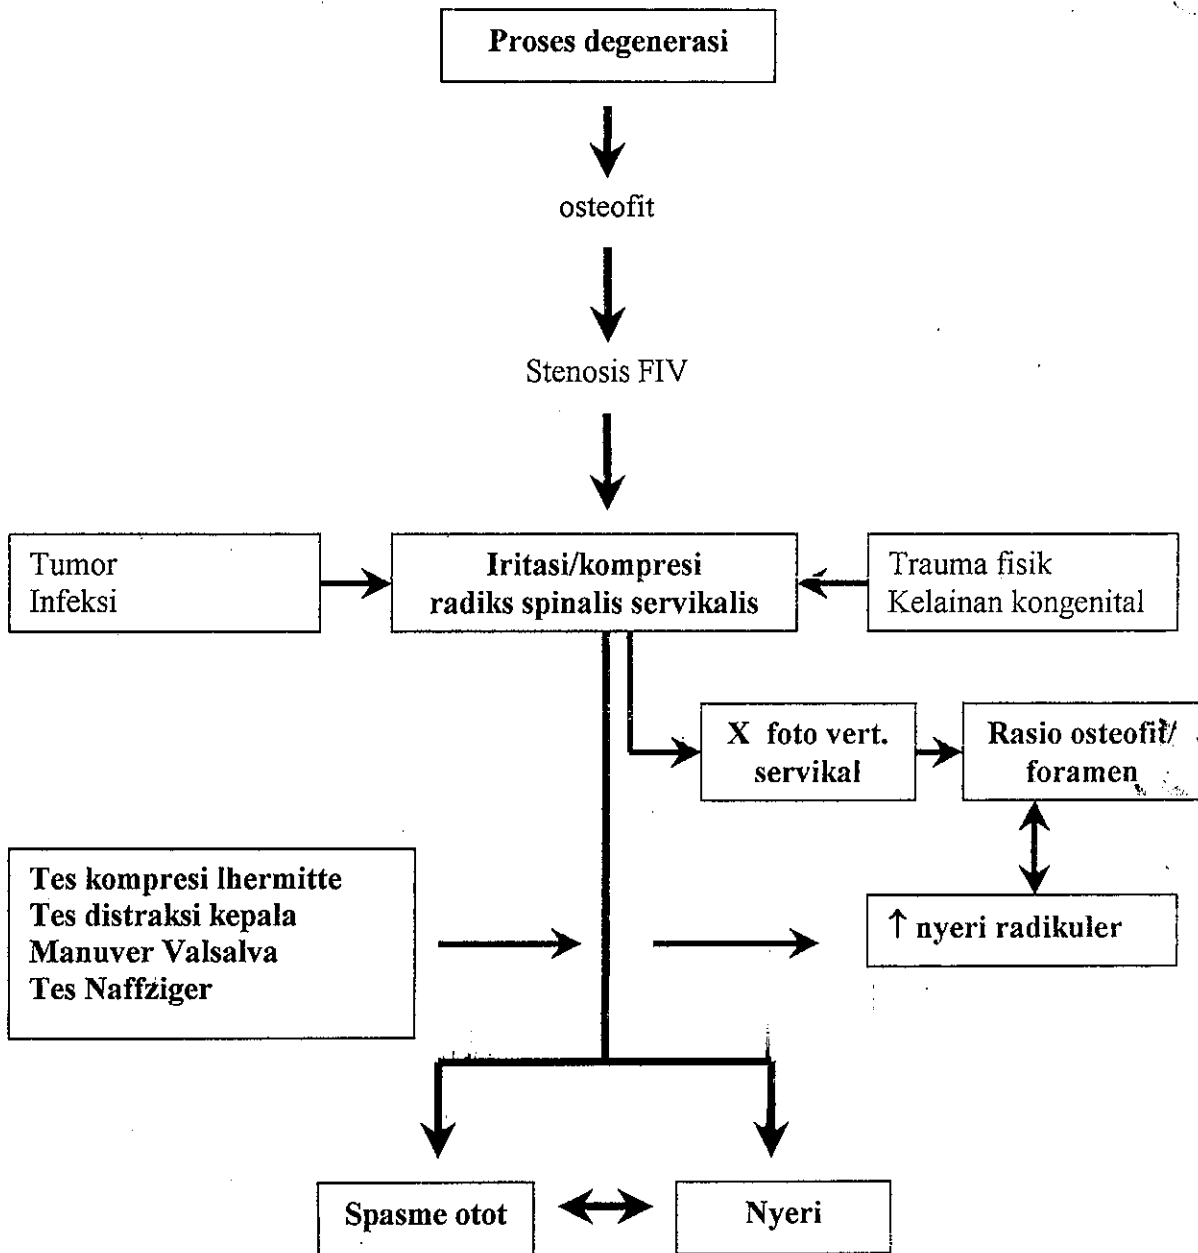 Proses degenerasi
osteofit
Stenosis FIV
Tumor
Infeksi
Iritasi/kompresi
radiks spinalis servikalis
Trauma fisik
Kelainan kongenital
X foto vert.
servikal
Rasio osteofit/
foramen
Tes kompresi lhermitte
Tes distraksi kepala
Manuver Valsalva
Tes Naffziger
↑ nyeri radikuler
Spasme otot
Nyeri